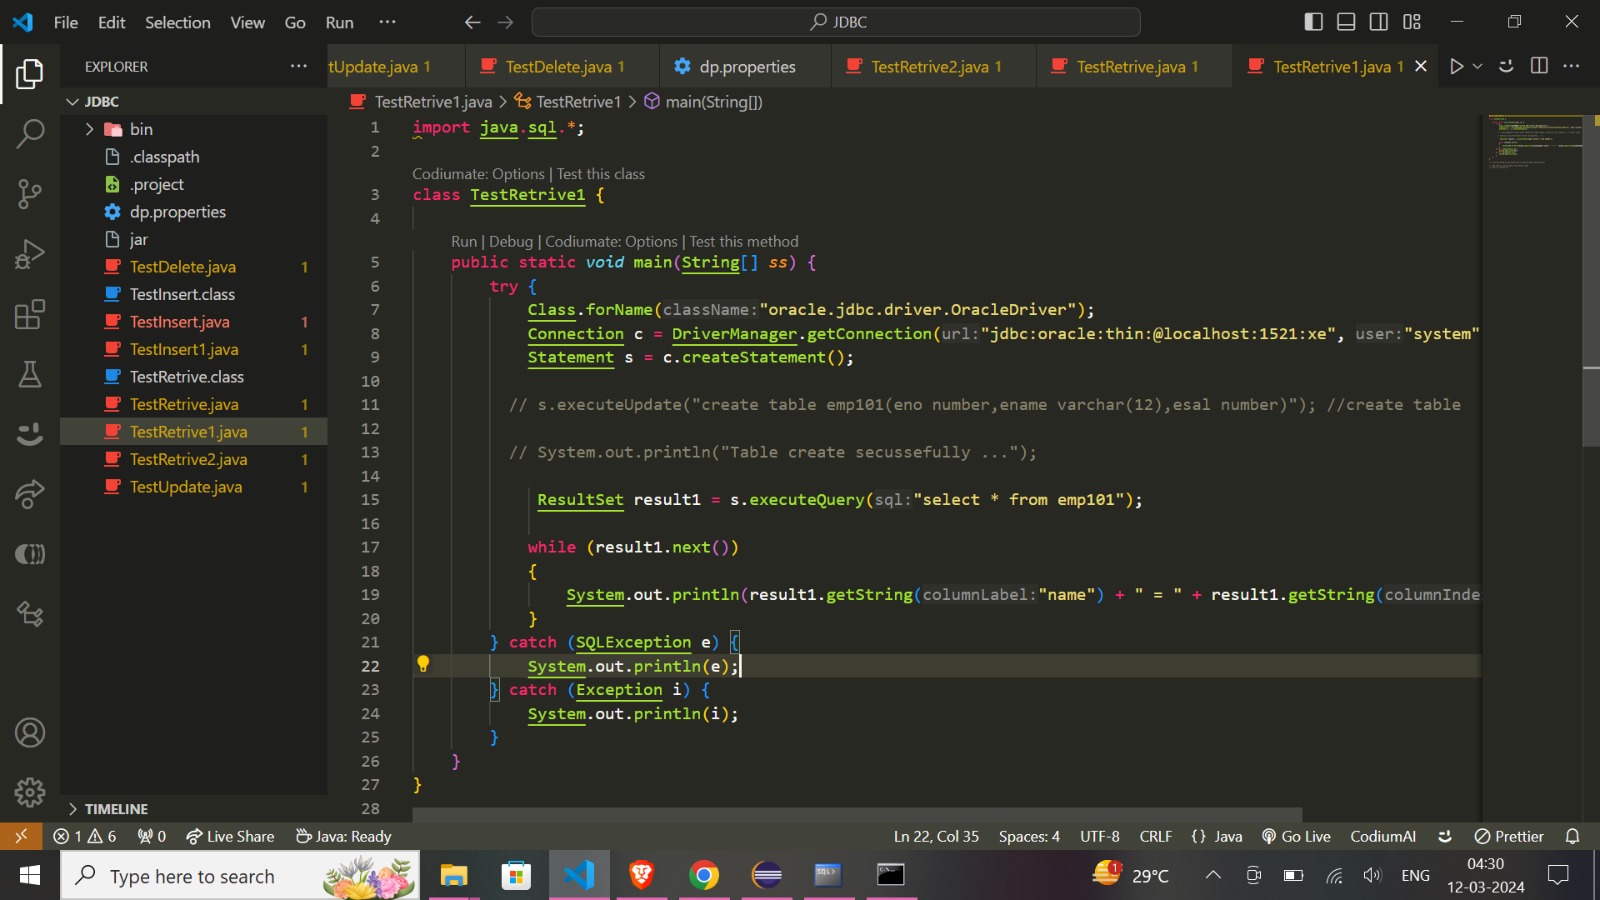 File Edit Selection View Go Run ··· JDBC
EXPLORER ···
tUpdate.java 1 TestDelete.java 1 dp.properties TestRetrive2.java 1 TestRetrive.java 1 TestRetrive1.java 1
JDBC
bin
.classpath
.project
dp.properties
jar
TestDelete.java 1
TestInsert.class
TestInsert.java 1
TestInsert1.java 1
TestRetrive.class
TestRetrive.java 1
TestRetrive1.java 1
TestRetrive2.java 1
TestUpdate.java 1
TIMELINE
TestRetrive1.java > TestRetrive1 > main(String[])
1 import java.sql.*;
2
Codiumate: Options | Test this class
3 class TestRetrive1 {
4
Run | Debug | Codiumate: Options | Test this method
5 public static void main(String[] ss) {
6 try {
7 Class.forName(className:"oracle.jdbc.driver.OracleDriver");
8 Connection c = DriverManager.getConnection(url:"jdbc:oracle:thin:@localhost:1521:xe", user:"system"
9 Statement s = c.createStatement();
10
11 // s.executeUpdate("create table emp101(eno number,ename varchar(12),esal number)"); //create table
12
13 // System.out.println("Table create secussefully ...");
14
15 ResultSet result1 = s.executeQuery(sql:"select * from emp101");
16
17 while (result1.next())
18 {
19 System.out.println(result1.getString(columnLabel:"name") + " = " + result1.getString(columnInde
20 }
21 } catch (SQLException e) {
22 System.out.println(e);
23 } catch (Exception i) {
24 System.out.println(i);
25 }
26 }
27 }
28
1 6 0 Live Share Java: Ready Ln 22, Col 35 Spaces: 4 UTF-8 CRLF {} Java Go Live CodiumAI Prettier
Type here to search
1 29°C ENG
04:30
12-03-2024